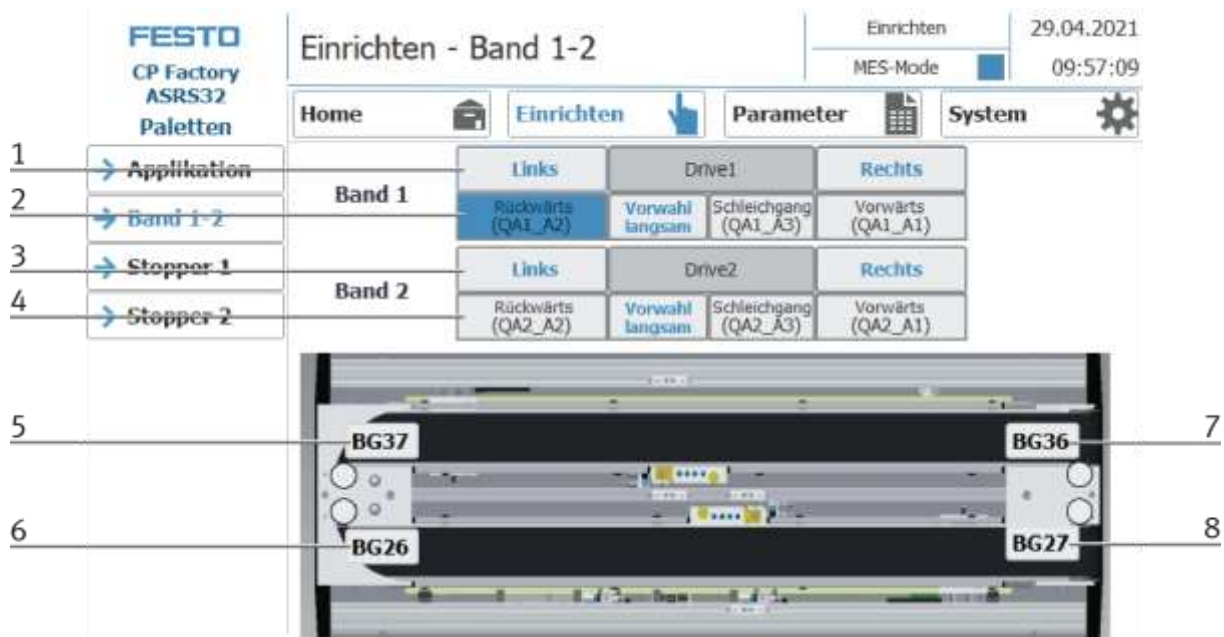 FESTO
CP Factory
ASRS32
Paletten
Einrichten - Band 1-2
Einrichten
29.04.2021
MES-Mode
09:57:09
Home
Einrichten
Parameter
System
1
Applikation
Links
Drive1
Rechts
Band 1
2
Band 1-2
Rückwärts
(QA1_A2)
Vorwahl
langsam
Schleichgang
(QA1_A3)
Vorwärts
(QA1_A1)
3
Stopper 1
Links
Drive2
Rechts
Band 2
4
Stopper 2
Rückwärts
(QA2_A2)
Vorwahl
langsam
Schleichgang
(QA2_A3)
Vorwärts
(QA2_A1)
5
BG37
BG36
7
6
BG26
BG27
8